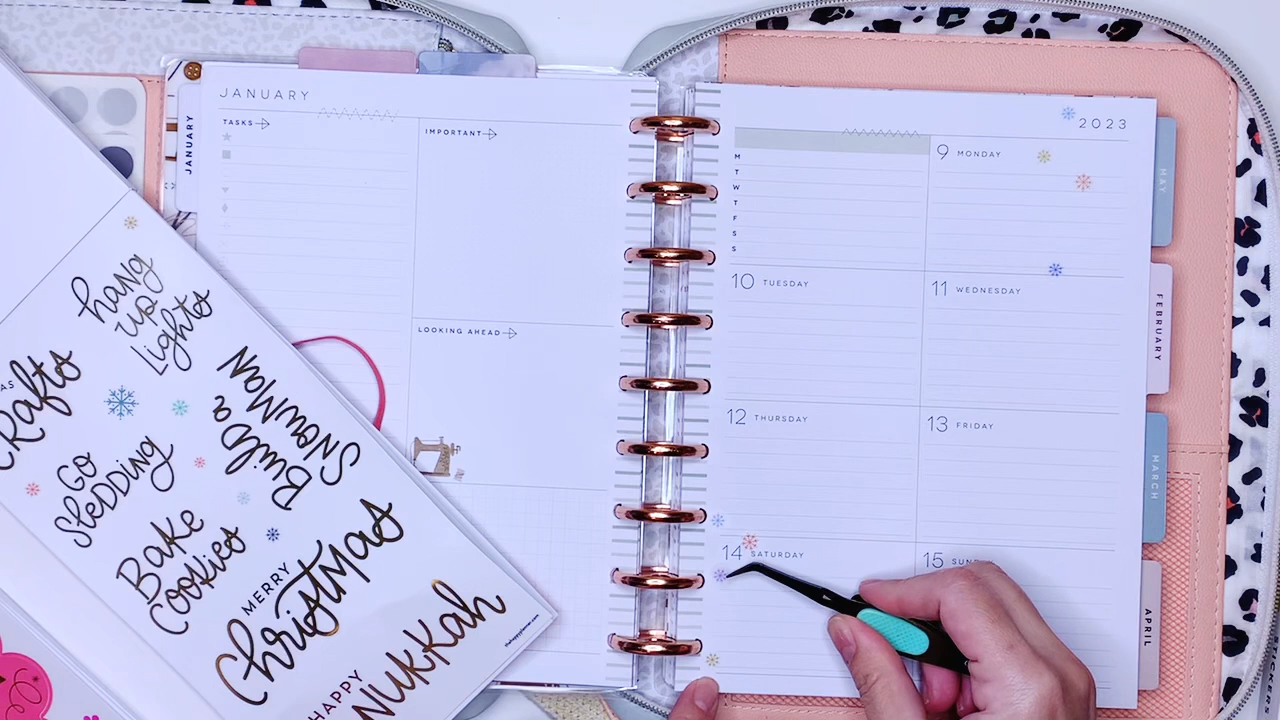 JANUARY
JANUARY
TASKS
IMPORTANT
LOOKING AHEAD
2023
M
T
W
T
F
S
S
9 MONDAY
10 TUESDAY
11 WEDNESDAY
12 THURSDAY
13 FRIDAY
14 SATURDAY
15 SUN
MAY
FEBRUARY
MARCH
APRIL
hang
up
lights
AS
Crafts
Build a
SNOWMAN
GO
SLEDDING
BAKE
COOKIES
MERRY
Christmas
HAPPY
NUKKAH